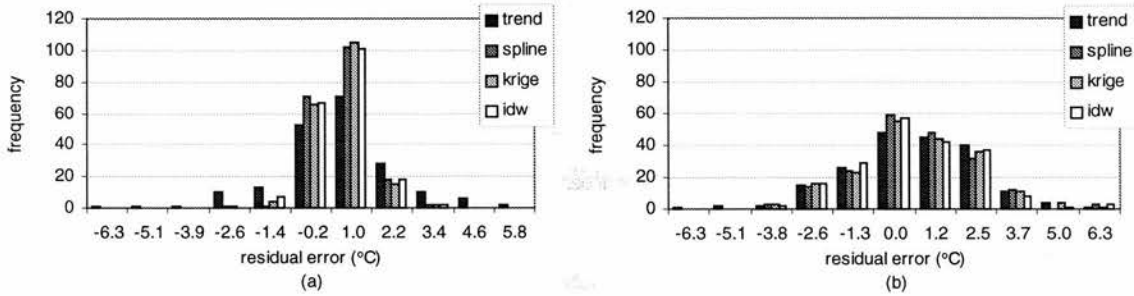 120
100
80
60
40
20
0
frequency
-6.3 -5.1 -3.9 -2.6 -1.4 -0.2 1.0 2.2 3.4 4.6 5.8
residual error (°C)
(a)
trend
spline
krige
idw
120
100
80
60
40
20
0
frequency
-6.3 -5.1 -3.8 -2.6 -1.3 0.0 1.2 2.5 3.7 5.0 6.3
residual error (°C)
(b)
trend
spline
krige
idw